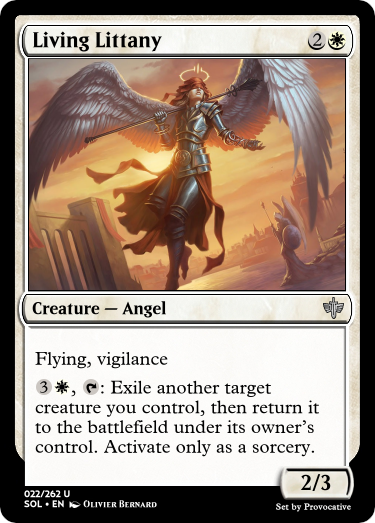 Living Littany 2
Creature — Angel
Flying, vigilance
3, : Exile another target
creature you control, then return it
to the battlefield under its owner's
control. Activate only as a sorcery.
2/3
022/262 U
SOL • EN Olivier Bernard
Set by Provocative